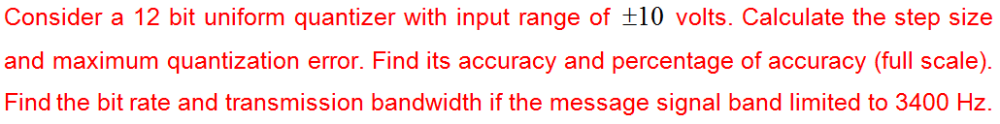 Consider a 12 bit uniform quantizer with input range of ±10 volts. Calculate the step size
and maximum quantization error. Find its accuracy and percentage of accuracy (full scale).
Find the bit rate and transmission bandwidth if the message signal band limited to 3400 Hz.